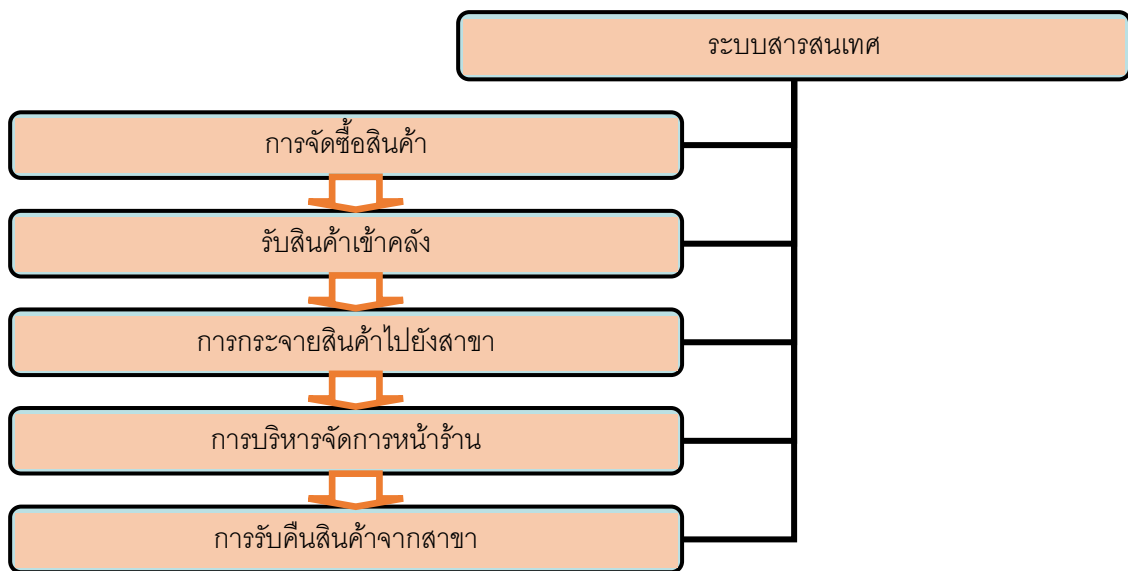 ระบบสารสนเทศ
การจัดซื้อสินค้า
รับสินค้าเข้าคลัง
การกระจายสินค้าไปยังสาขา
การบริหารจัดการหน้าร้าน
การรับคืนสินค้าจากสาขา